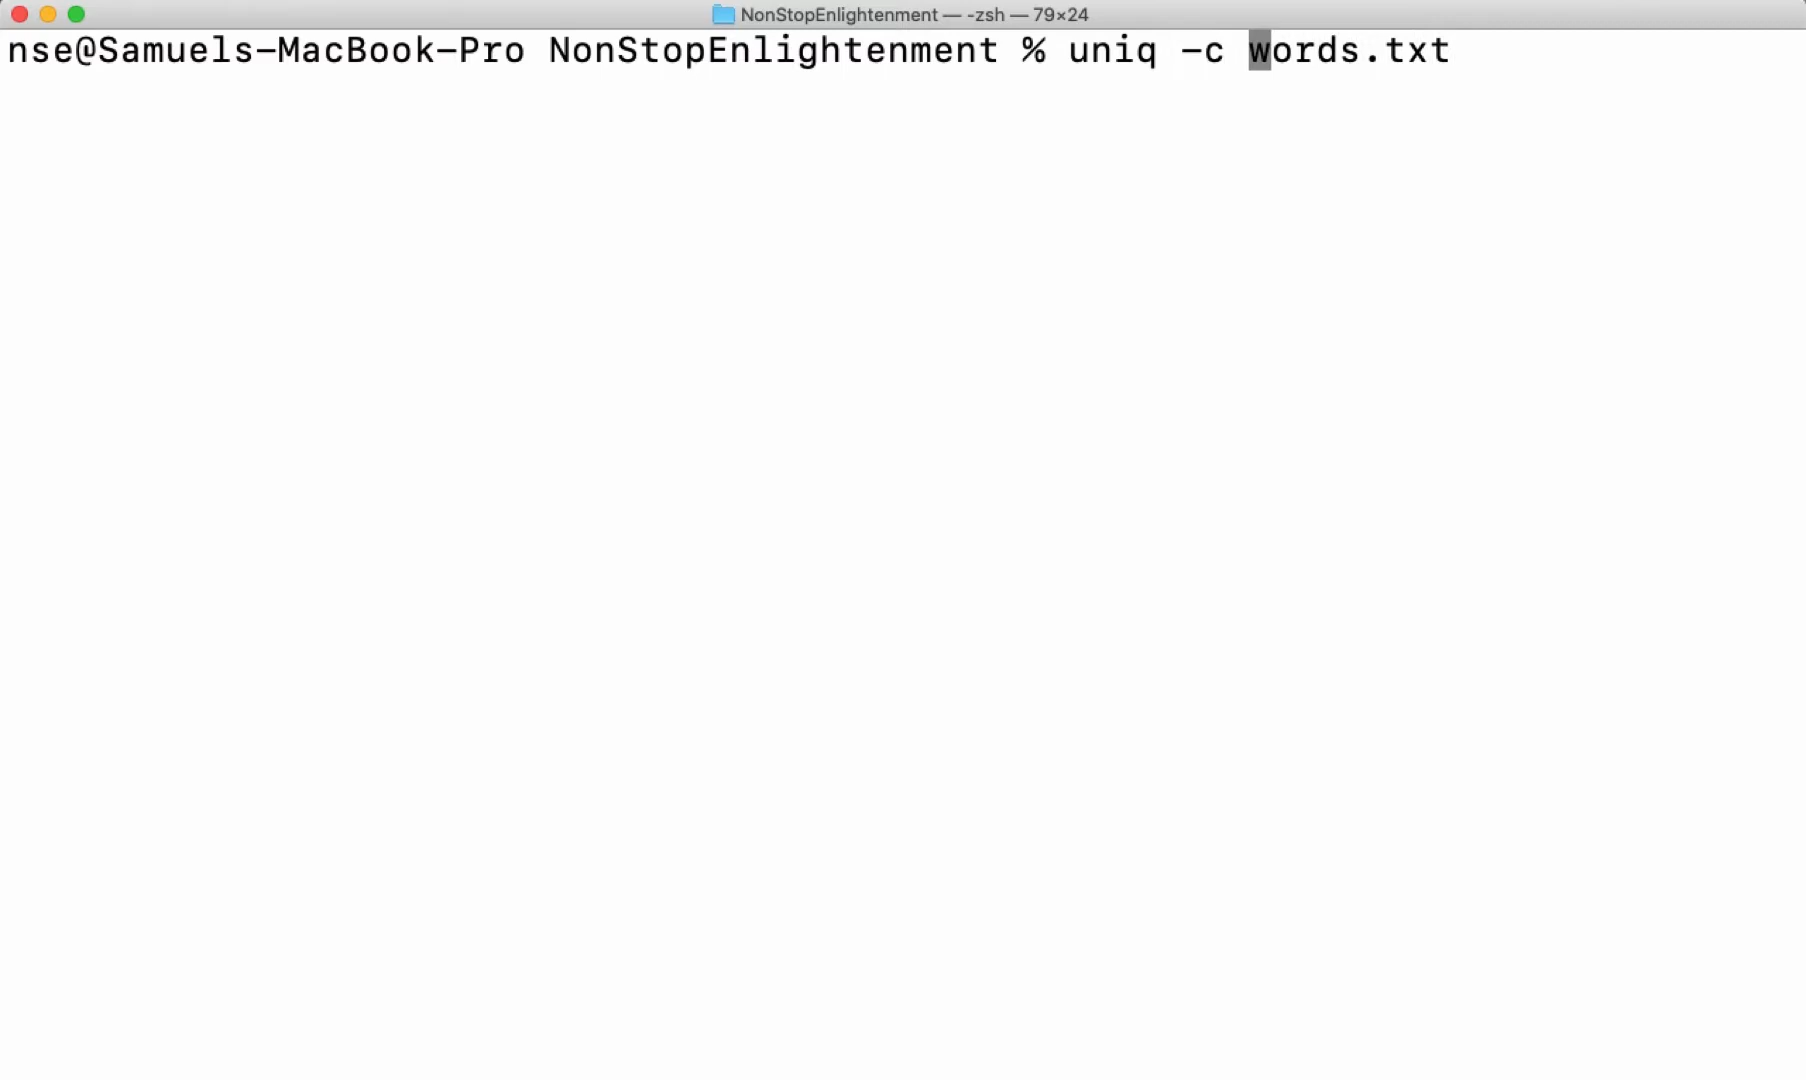 NonStopEnlightenment — -zsh — 79×24
nse@Samuels-MacBook-Pro NonStopEnlightenment % uniq -c words.txt